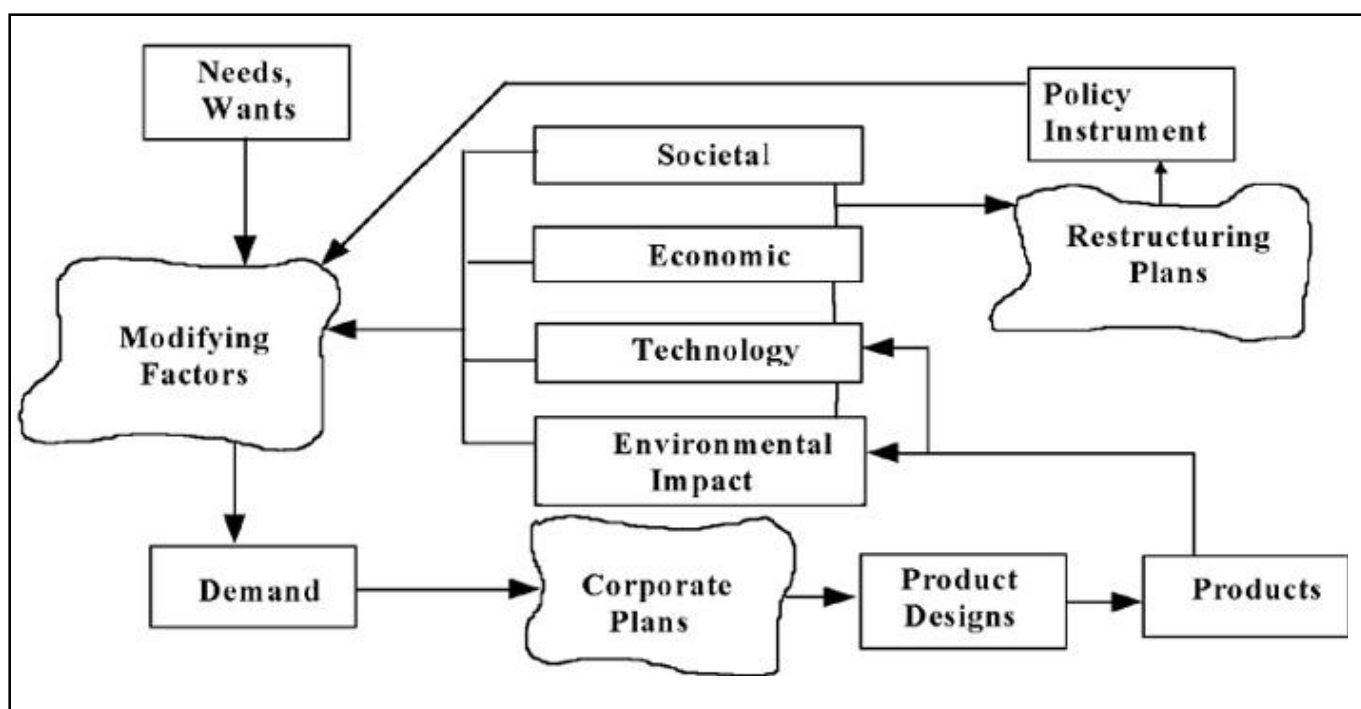 Needs,
Wants
Policy
Instrument
Societal
Restructuring
Plans
Economic
Modifying
Factors
Technology
Environmental
Impact
Demand
Corporate
Plans
Product
Designs
Products